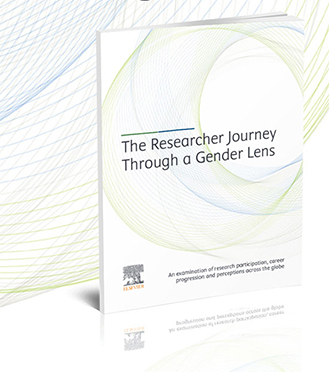 The Researcher Journey
Through a Gender Lens
An examination of research participation, career
progression and perceptions across the globe
ELSEVIER